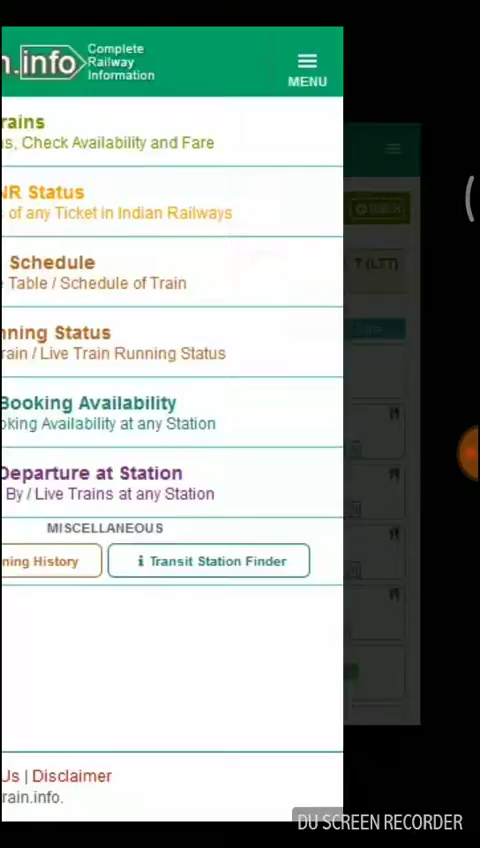 n.info
Complete
Railway
Information
MENU
rains
ns, Check Availability and Fare
NR Status
of any Ticket in Indian Railways
Schedule
Table / Schedule of Train
nning Status
rain / Live Train Running Status
Booking Availability
oking Availability at any Station
Departure at Station
By / Live Trains at any Station
MISCELLANEOUS
ning History
i Transit Station Finder
Us | Disclaimer
rain.info.
T (LTT)
DU SCREEN RECORDER